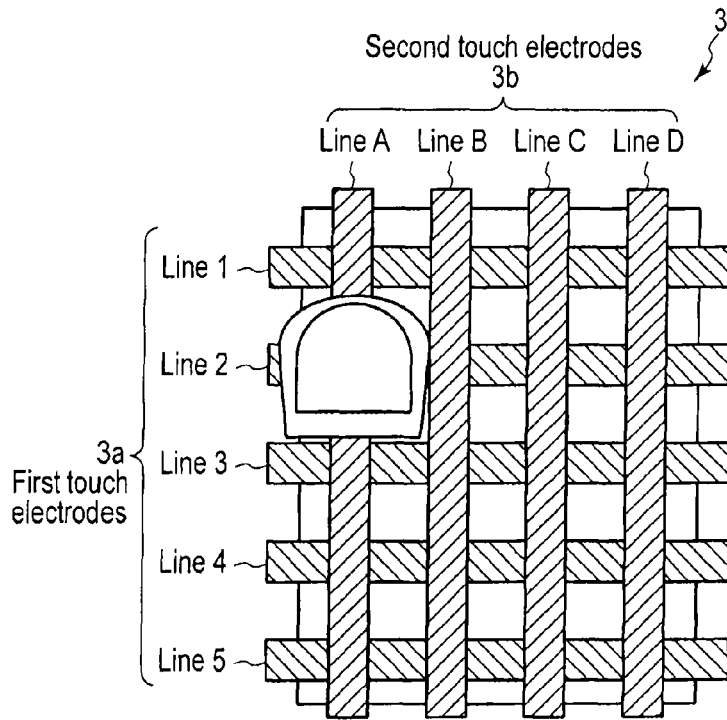 3
Second touch electrodes
3b
Line A Line B Line C Line D
Line 1
Line 2
3a
First touch
electrodes
Line 3
Line 4
Line 5